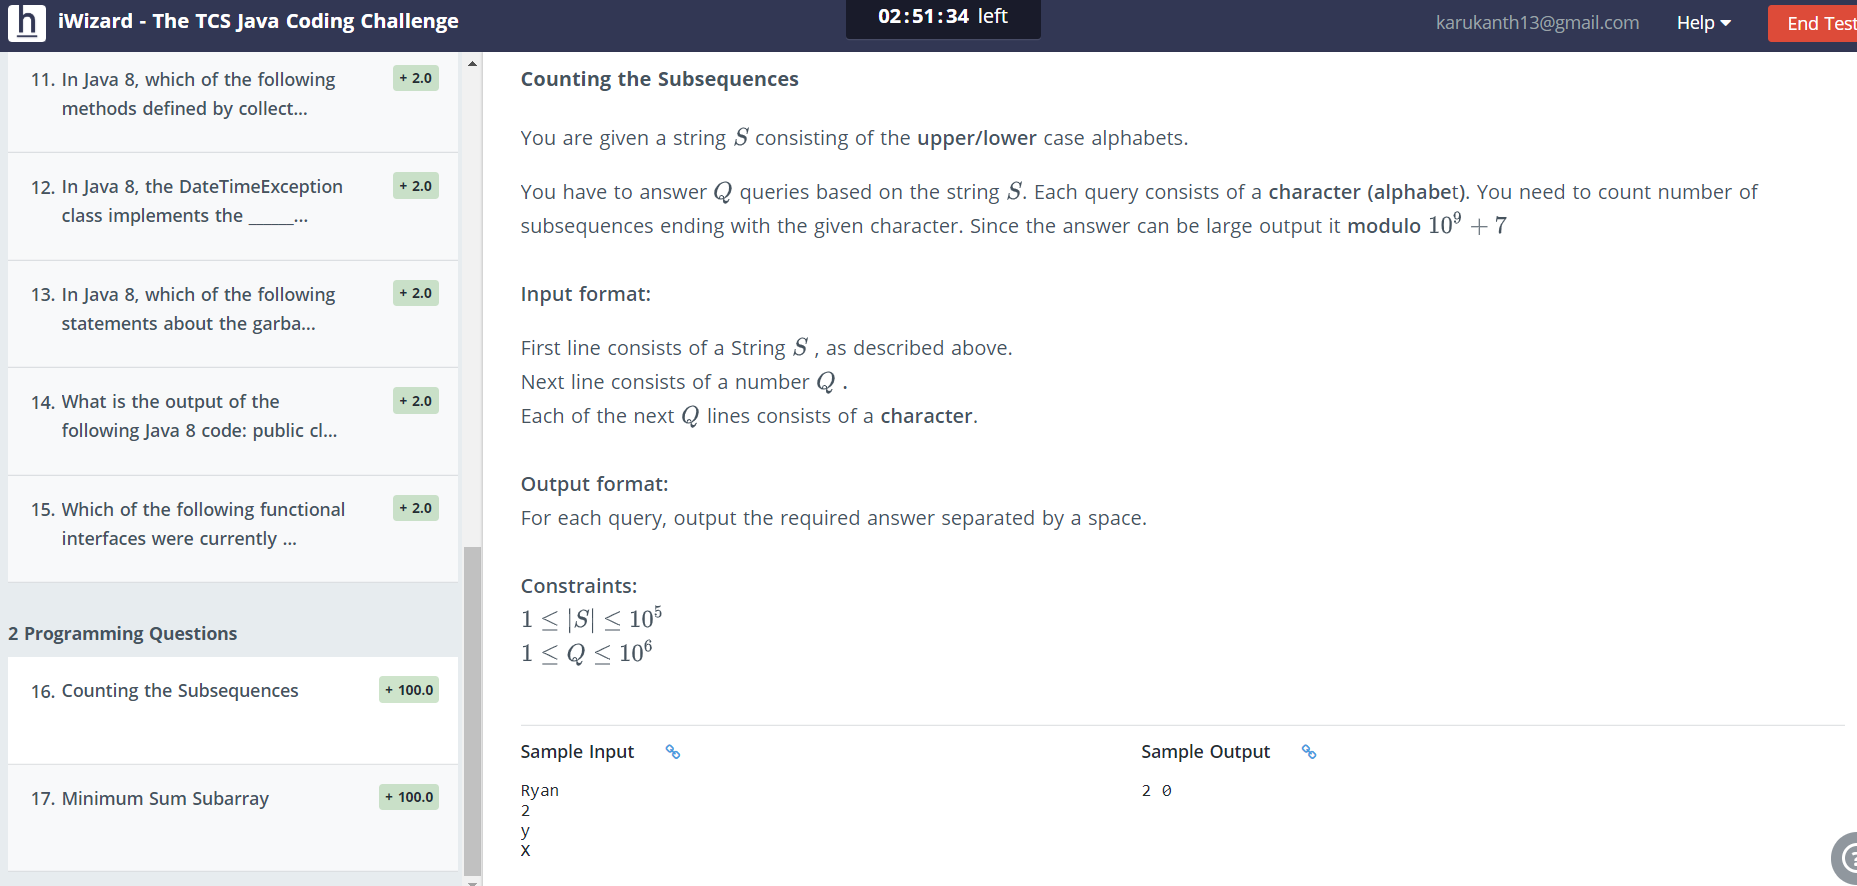 h iWizard - The TCS Java Coding Challenge
02:51:34 left
karukanth13@gmail.com
Help
End Test
11. In Java 8, which of the following
methods defined by collect...
+ 2.0
12. In Java 8, the DateTimeException
class implements the _____...
+ 2.0
13. In Java 8, which of the following
statements about the garba...
+ 2.0
14. What is the output of the
following Java 8 code: public cl...
+ 2.0
15. Which of the following functional
interfaces were currently ...
+ 2.0
2 Programming Questions
16. Counting the Subsequences
+ 100.0
17. Minimum Sum Subarray
+ 100.0
Counting the Subsequences
You are given a string S consisting of the upper/lower case alphabets.
You have to answer Q queries based on the string S. Each query consists of a character (alphabet). You need to count number of
subsequences ending with the given character. Since the answer can be large output it modulo 10⁹ + 7
Input format:
First line consists of a String S , as described above.
Next line consists of a number Q .
Each of the next Q lines consists of a character.
Output format:
For each query, output the required answer separated by a space.
Constraints:
1 ≤ |S| ≤ 10⁵
1 ≤ Q ≤ 10⁶
Sample Input
Ryan
2
y
X
Sample Output
2 0